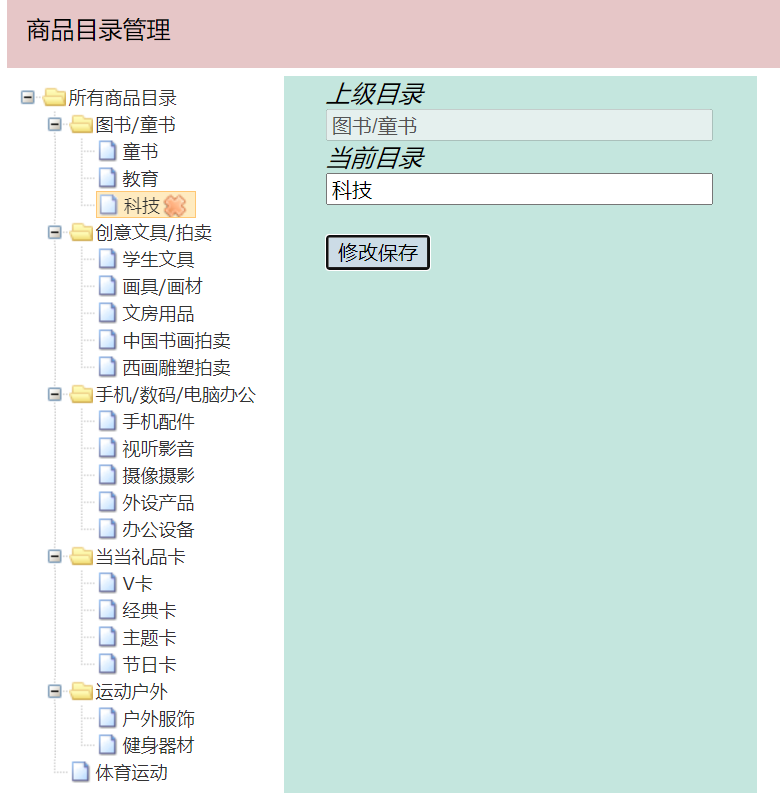 商品目录管理
所有商品目录
图书/童书
童书
教育
科技
创意文具/拍卖
学生文具
画具/画材
文房用品
中国书画拍卖
西画雕塑拍卖
手机/数码/电脑办公
手机配件
视听影音
摄像摄影
外设产品
办公设备
当当礼品卡
V卡
经典卡
主题卡
节日卡
运动户外
户外服饰
健身器材
体育运动
上级目录
图书/童书
当前目录
科技
修改保存